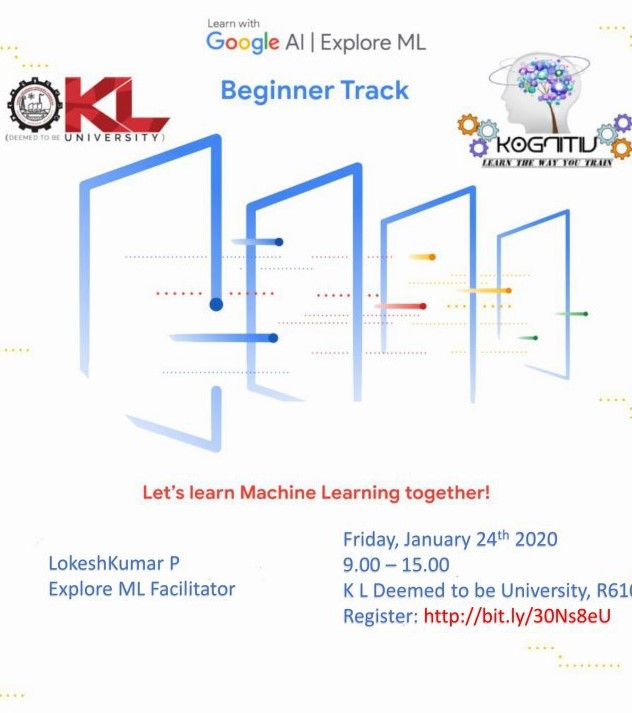 Learn with
Google AI | Explore ML
Beginner Track
KL
(DEEMED TO BE UNIVERSITY)
KOGNITIV
LEARN THE WAY YOU TRAIN
Let's learn Machine Learning together!
LokeshKumar P
Explore ML Facilitator
Friday, January 24th 2020
9.00 – 15.00
K L Deemed to be University,
Register: http://bit.ly/30Ns8eU